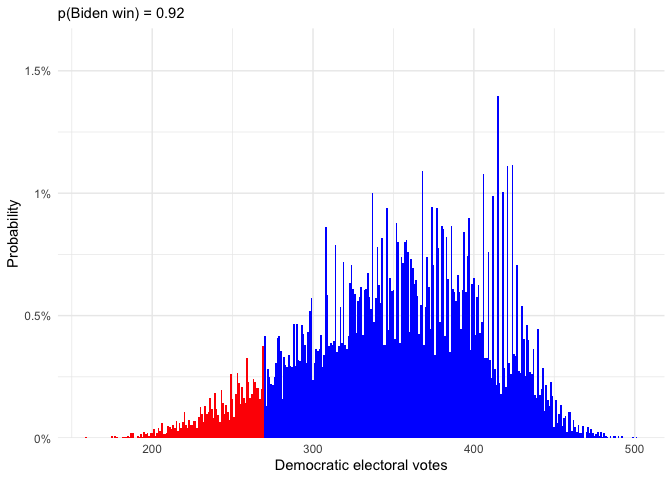 p(Biden win) = 0.92
1.5%
1%
0.5%
0%
Probability
200
300
400
500
Democratic electoral votes